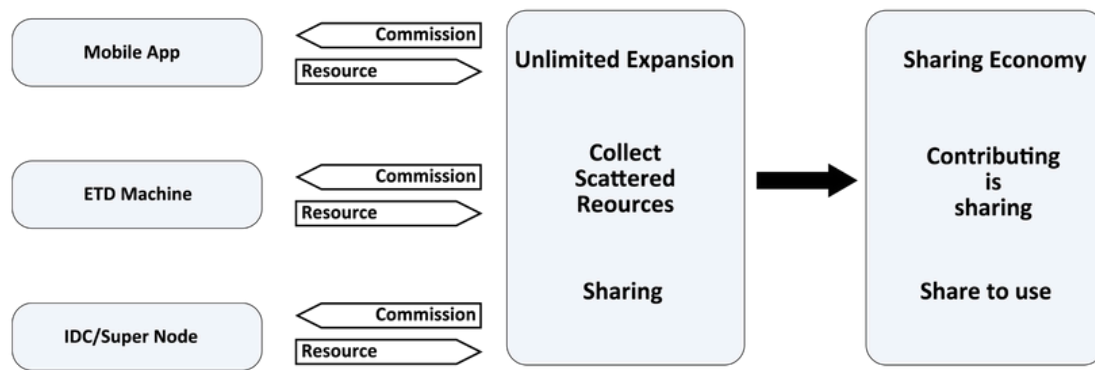 Mobile App
Commission
Resource
ETD Machine
Commission
Resource
IDC/Super Node
Commission
Resource
Unlimited Expansion
Collect
Scattered
Reources
Sharing
Sharing Economy
Contributing
is
sharing
Share to use